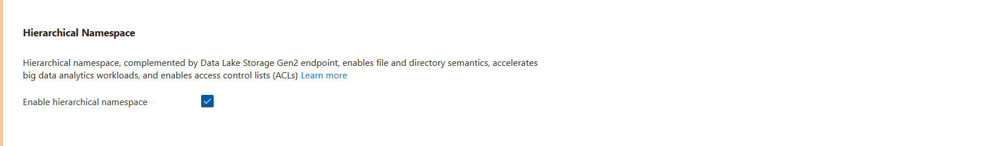 Hierarchical Namespace
Hierarchical namespace, complemented by Data Lake Storage Gen2 endpoint, enables file and directory semantics, accelerates
big data analytics workloads, and enables access control lists (ACLs) Learn more
Enable hierarchical namespace